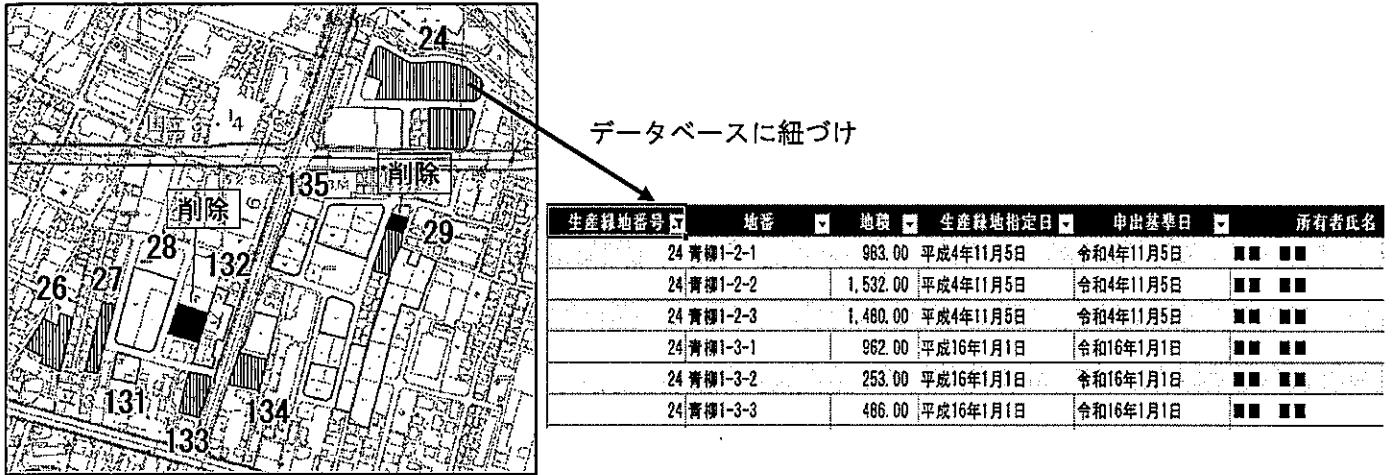 24
14
データベースに紐づけ
135
削除
削除
6
29
28
132
27
26
131
134
133
生産緑地番号 地番 地積 生産緑地指定日 申出基準日 所有者氏名
24 青柳1-2-1 963.00 平成4年11月5日 令和4年11月5日 ■■ ■■
24 青柳1-2-2 1,532.00 平成4年11月5日 令和4年11月5日 ■■ ■■
24 青柳1-2-3 1,460.00 平成4年11月5日 令和4年11月5日 ■■ ■■
24 青柳1-3-1 962.00 平成16年1月1日 令和16年1月1日 ■■ ■■
24 青柳1-3-2 253.00 平成16年1月1日 令和16年1月1日 ■■ ■■
24 青柳1-3-3 486.00 平成16年1月1日 令和16年1月1日 ■■ ■■